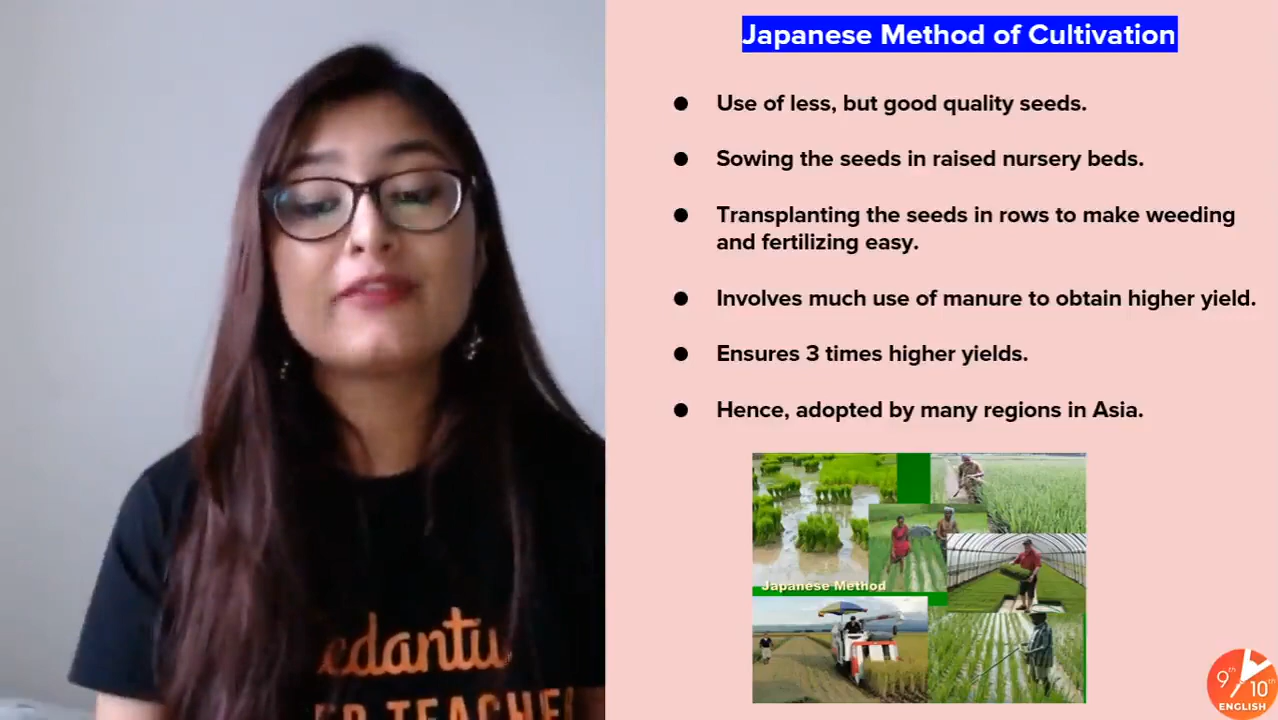 Japanese Method of Cultivation
● Use of less, but good quality seeds.
● Sowing the seeds in raised nursery beds.
● Transplanting the seeds in rows to make weeding
and fertilizing easy.
● Involves much use of manure to obtain higher yield.
● Ensures 3 times higher yields.
● Hence, adopted by many regions in Asia.
Japanese Method
edantu
TEACHE
9th 10th
ENGLISH